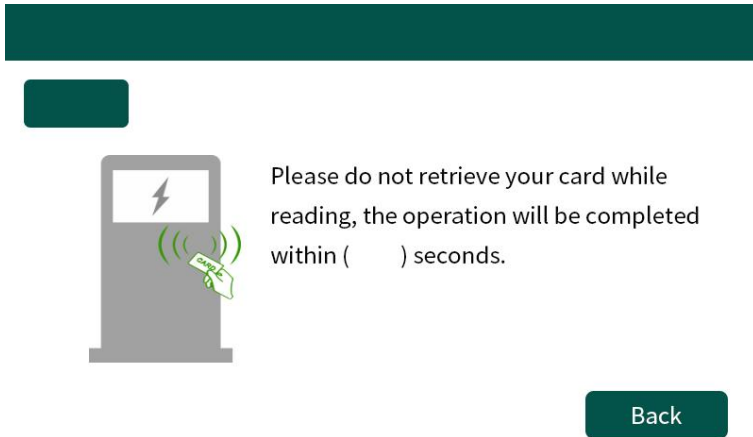 Please do not retrieve your card while
reading, the operation will be completed
within (      ) seconds.
CARD
Back